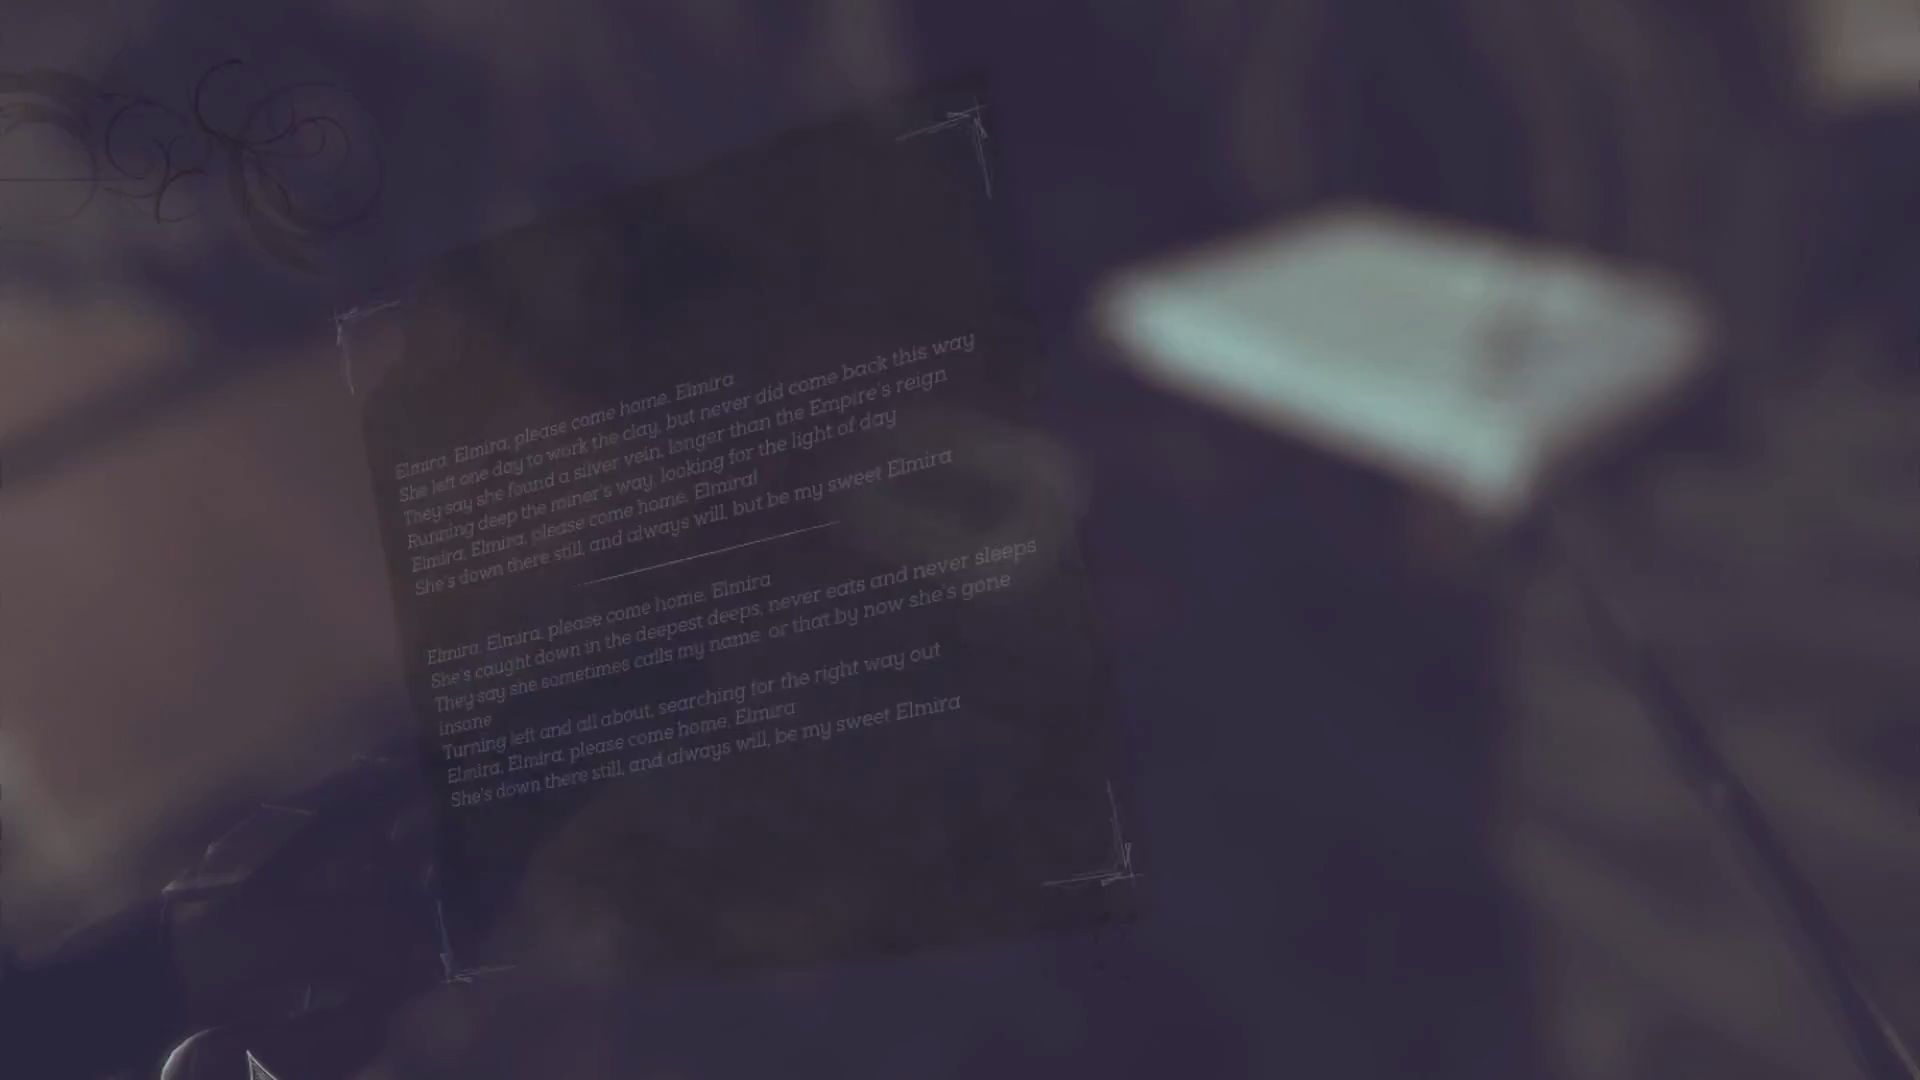 Elmira, Elmira, please come home, Elmira
She left one day to work the clay, but never did come back this way
They say she found a silver vein, longer than the Empire's reign
Running deep the miner's way, looking for the light of day
Elmira, Elmira, please come home, Elmira!
She's down there still, and always will, but be my sweet Elmira
Elmira, Elmira, please come home, Elmira
She's caught down in the deepest deeps, never eats and never sleeps
They say she sometimes calls my name, or that by now she's gone
insane
Turning left and all about, searching for the right way out
Elmira, Elmira, please come home, Elmira
She's down there still, and always will, be my sweet Elmira